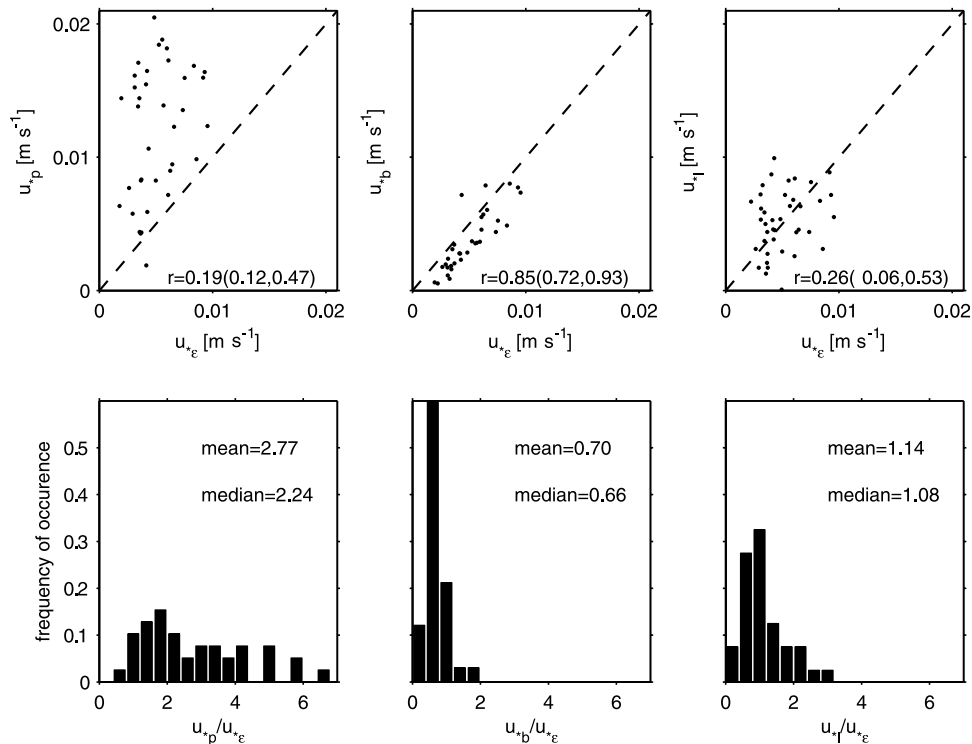 0.02
0.01
0
u*p [m s-1]
r=0.19(0.12,0.47)
0 0.01 0.02
u*ε [m s-1]
u*b [m s-1]
r=0.85(0.72,0.93)
0 0.01 0.02
u*ε [m s-1]
u*l [m s-1]
r=0.26( 0.06,0.53)
0 0.01 0.02
u*ε [m s-1]
frequency of occurence
0.5
0.4
0.3
0.2
0.1
0
mean=2.77
median=2.24
0 2 4 6
u*p/u*ε
mean=0.70
median=0.66
0 2 4 6
u*b/u*ε
mean=1.14
median=1.08
0 2 4 6
u*l/u*ε